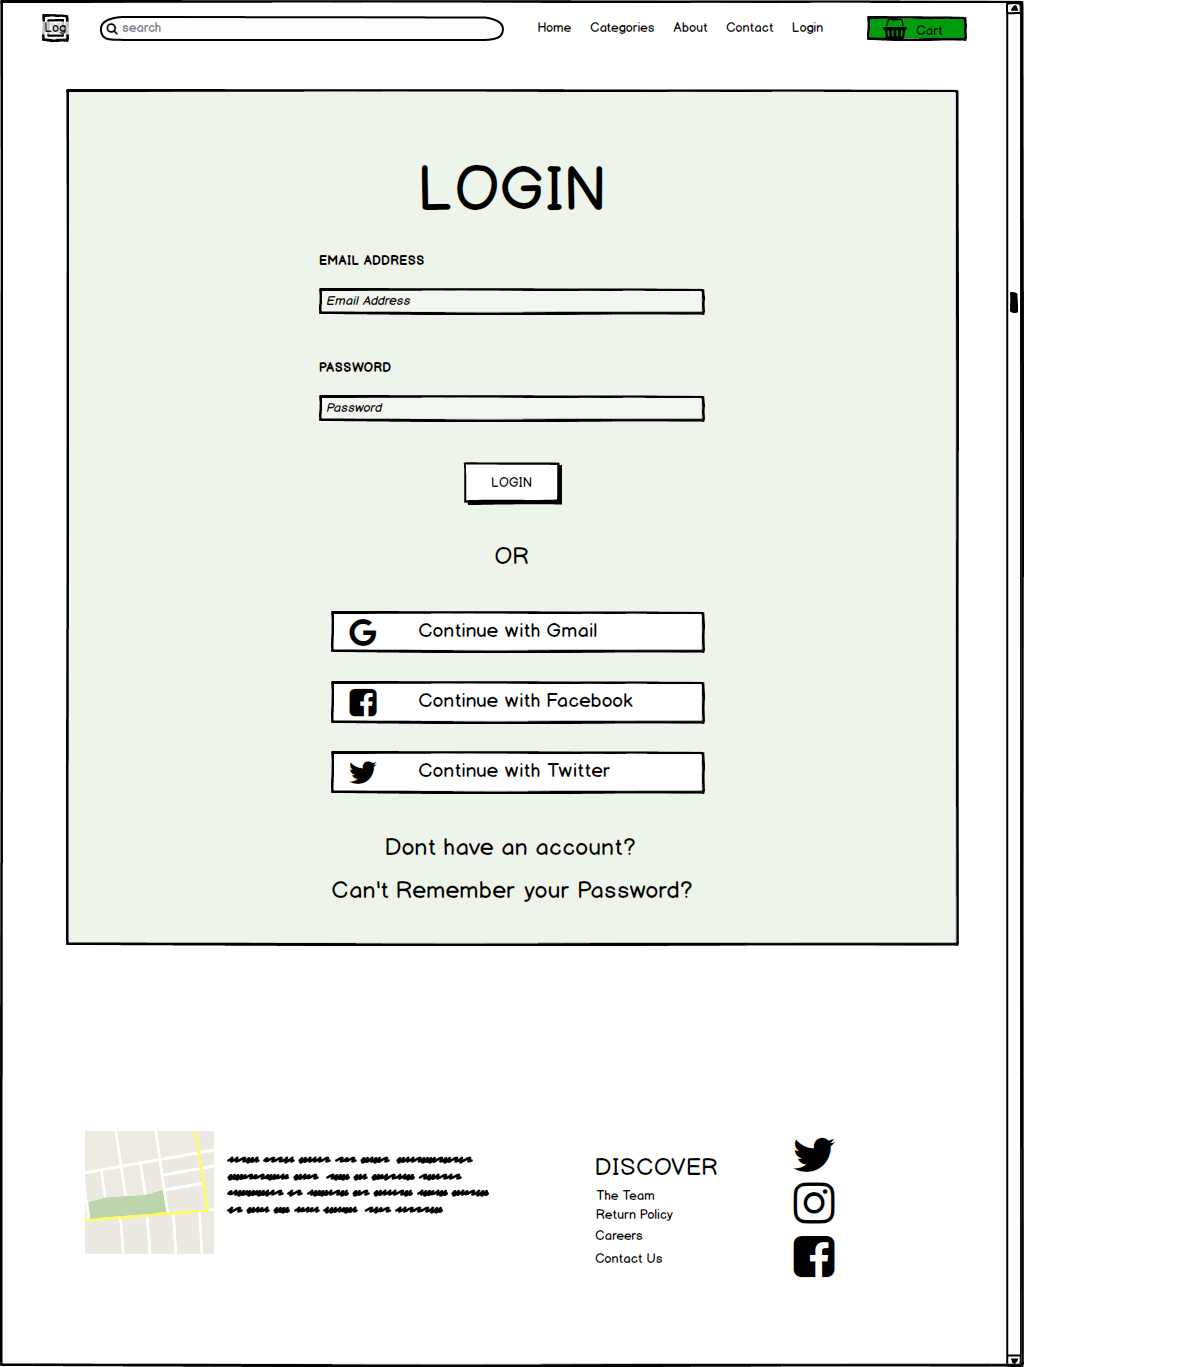 Log
search
Home Categories About Contact Login
Cart
LOGIN
EMAIL ADDRESS
Email Address
PASSWORD
Password
LOGIN
OR
Continue with Gmail
Continue with Facebook
Continue with Twitter
Dont have an account?
Can't Remember your Password?
DISCOVER
The Team
Return Policy
Careers
Contact Us